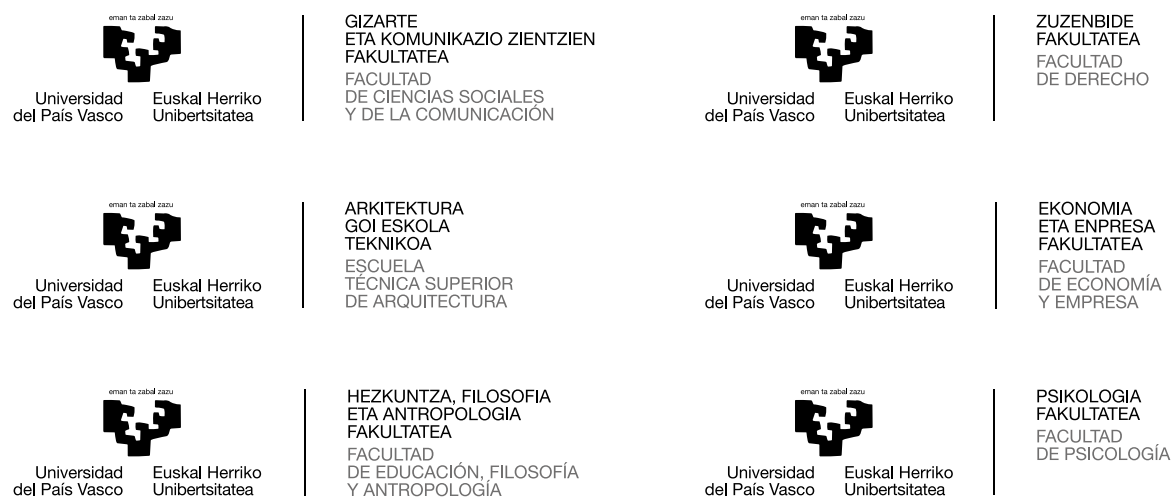 eman ta zabal zazu
Universidad
del País Vasco
Euskal Herriko
Unibertsitatea
GIZARTE
ETA KOMUNIKAZIO ZIENTZIEN
FAKULTATEA
FACULTAD
DE CIENCIAS SOCIALES
Y DE LA COMUNICACIÓN
eman ta zabal zazu
Universidad
del País Vasco
Euskal Herriko
Unibertsitatea
ZUZENBIDE
FAKULTATEA
FACULTAD
DE DERECHO
eman ta zabal zazu
Universidad
del País Vasco
Euskal Herriko
Unibertsitatea
ARKITEKTURA
GOI ESKOLA
TEKNIKOA
ESCUELA
TÉCNICA SUPERIOR
DE ARQUITECTURA
eman ta zabal zazu
Universidad
del País Vasco
Euskal Herriko
Unibertsitatea
EKONOMIA
ETA ENPRESA
FAKULTATEA
FACULTAD
DE ECONOMÍA
Y EMPRESA
eman ta zabal zazu
Universidad
del País Vasco
Euskal Herriko
Unibertsitatea
HEZKUNTZA, FILOSOFIA
ETA ANTROPOLOGIA
FAKULTATEA
FACULTAD
DE EDUCACIÓN, FILOSOFÍA
Y ANTROPOLOGÍA
eman ta zabal zazu
Universidad
del País Vasco
Euskal Herriko
Unibertsitatea
PSIKOLOGIA
FAKULTATEA
FACULTAD
DE PSICOLOGÍA